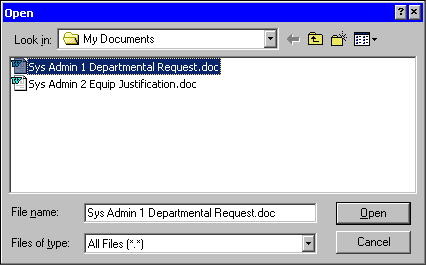 Open
Look in: My Documents
Sys Admin 1 Departmental Request.doc
Sys Admin 2 Equip Justification.doc
File name: Sys Admin 1 Departmental Request.doc Open
Files of type: All Files (*.*) Cancel